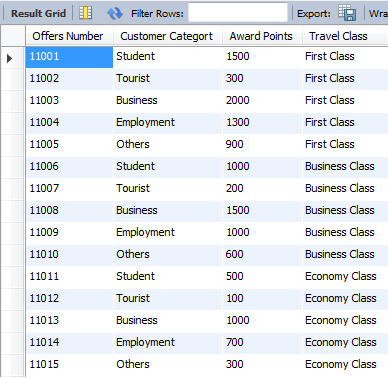 Result Grid Filter Rows: Export: Wra
Offers Number Customer Categort Award Points Travel Class
11001 Student 1500 First Class
11002 Tourist 300 First Class
11003 Business 2000 First Class
11004 Employment 1300 First Class
11005 Others 900 First Class
11006 Student 1000 Business Class
11007 Tourist 200 Business Class
11008 Business 1500 Business Class
11009 Employment 1000 Business Class
11010 Others 600 Business Class
11011 Student 500 Economy Class
11012 Tourist 100 Economy Class
11013 Business 1000 Economy Class
11014 Employment 700 Economy Class
11015 Others 300 Economy Class